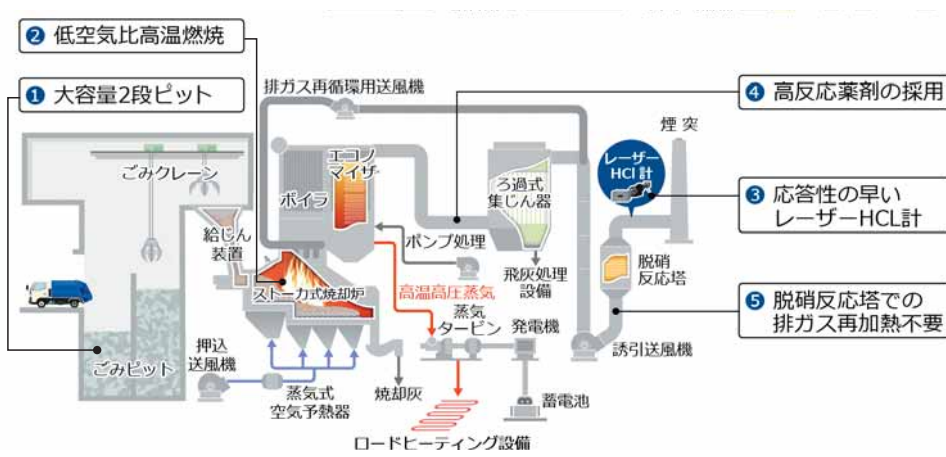 ❷ 低空気比高温燃焼
❶ 大容量2段ピット
排ガス再循環用送風機
❹ 高反応薬剤の採用
煙 突
ごみクレーン
エコノ
マイザ
ボイラ
ろ過式
集じん器
レーザー
HCl 計
❸ 応答性の早い
レーザーHCL計
給じん
装置
ポンプ処理
飛灰処理
設備
脱硝
反応塔
ストーカ式焼却炉
高温高圧蒸気
蒸気
タービン
発電機
❺ 脱硝反応塔での
排ガス再加熱不要
誘引送風機
ごみピット
押込
送風機
蒸気式
空気予熱器
焼却灰
蓄電池
ロードヒーティング設備